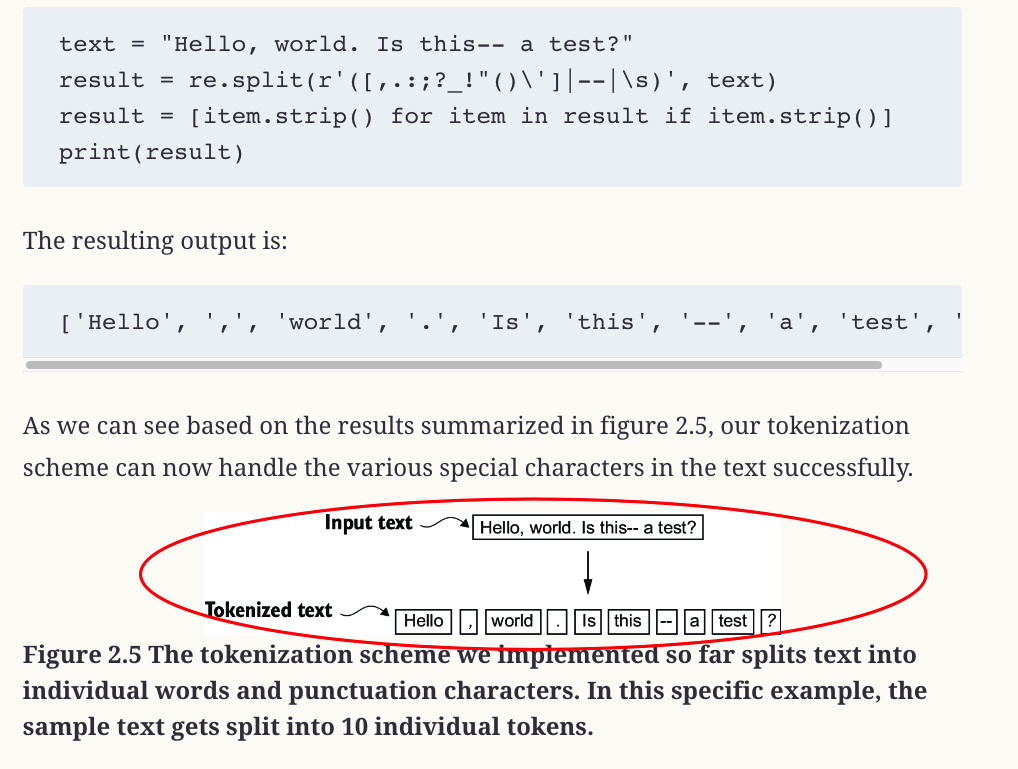 text = "Hello, world. Is this-- a test?"
result = re.split(r'([,.:;?_!"()\']|--|\s)', text)
result = [item.strip() for item in result if item.strip()]
print(result)
The resulting output is:
['Hello', ',', 'world', '.', 'Is', 'this', '--', 'a', 'test', '
As we can see based on the results summarized in figure 2.5, our tokenization
scheme can now handle the various special characters in the text successfully.
Input text Hello, world. Is this-- a test?
Tokenized text Hello , world . Is this -- a test ?
Figure 2.5 The tokenization scheme we implemented so far splits text into
individual words and punctuation characters. In this specific example, the
sample text gets split into 10 individual tokens.